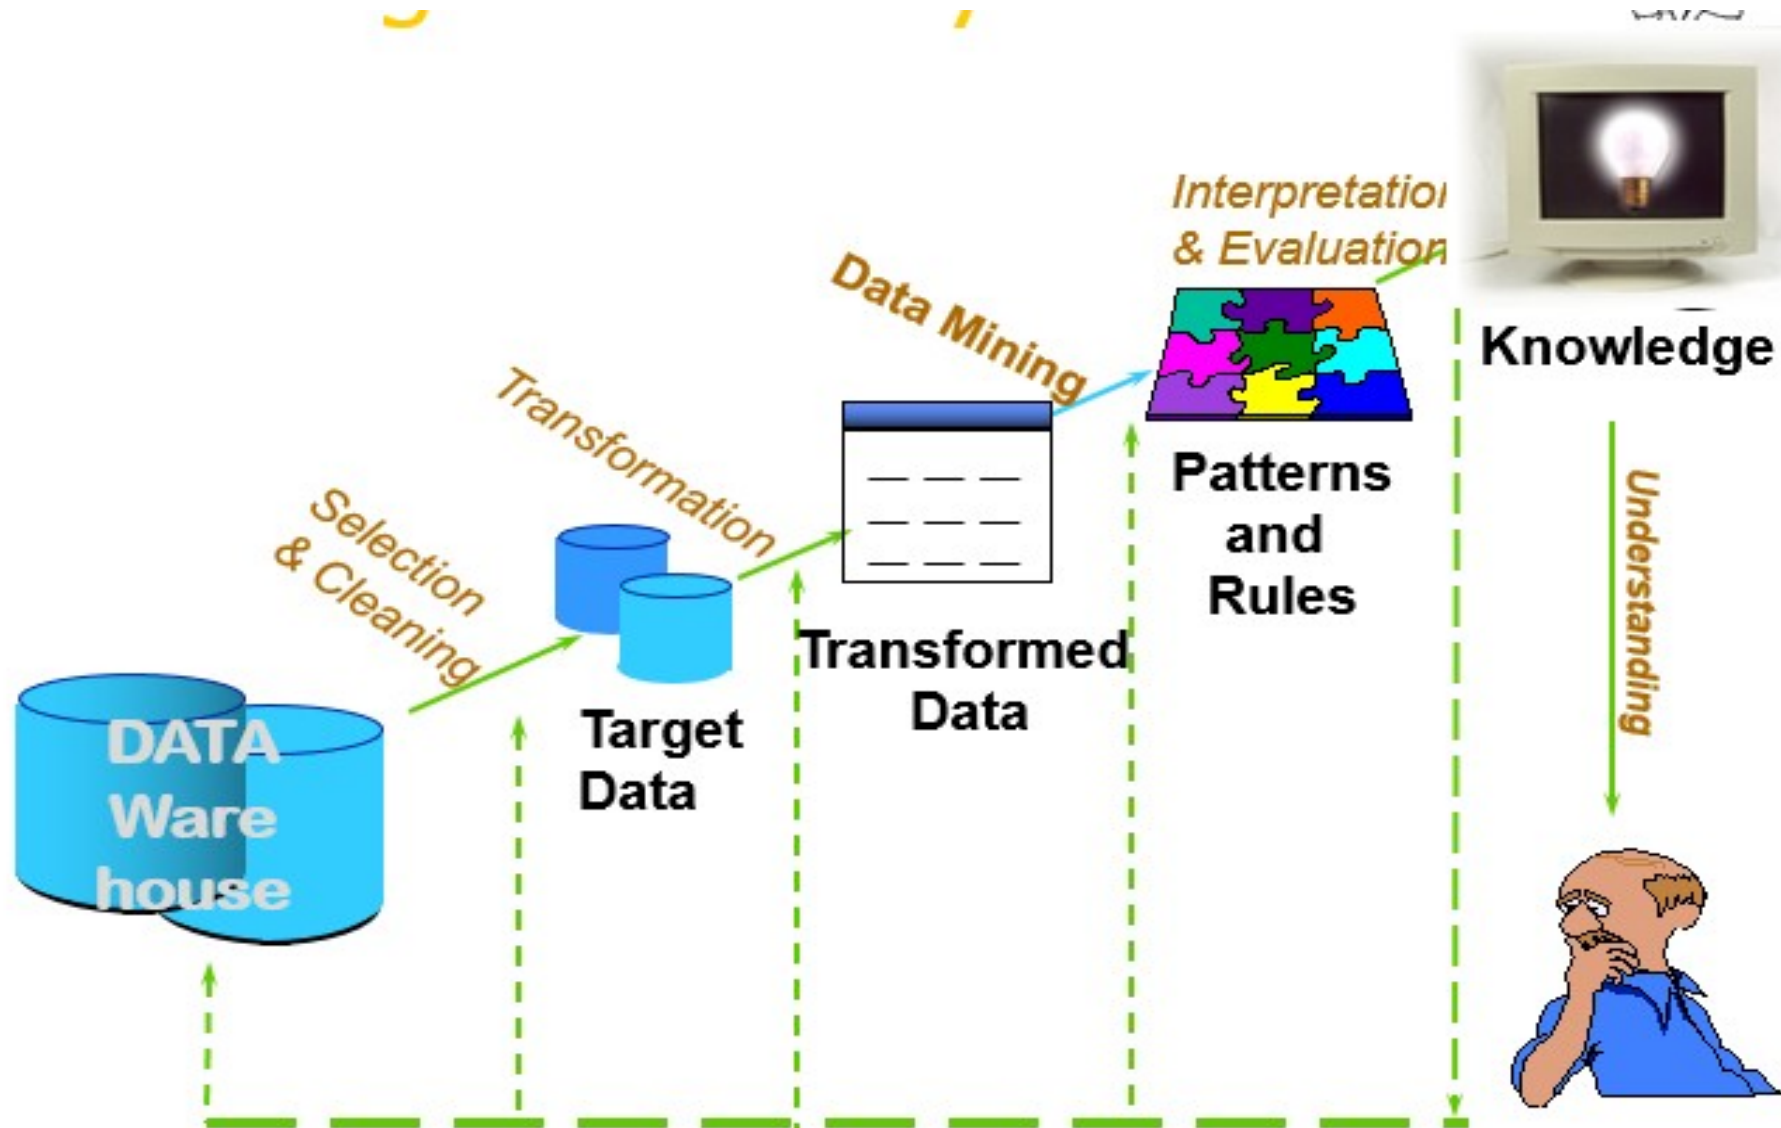 Interpretation
& Evaluation
Data Mining
Knowledge
Transformation
Patterns
and
Rules
Selection
& Cleaning
Understanding
Transformed
Data
Target
Data
DATA
Ware
house